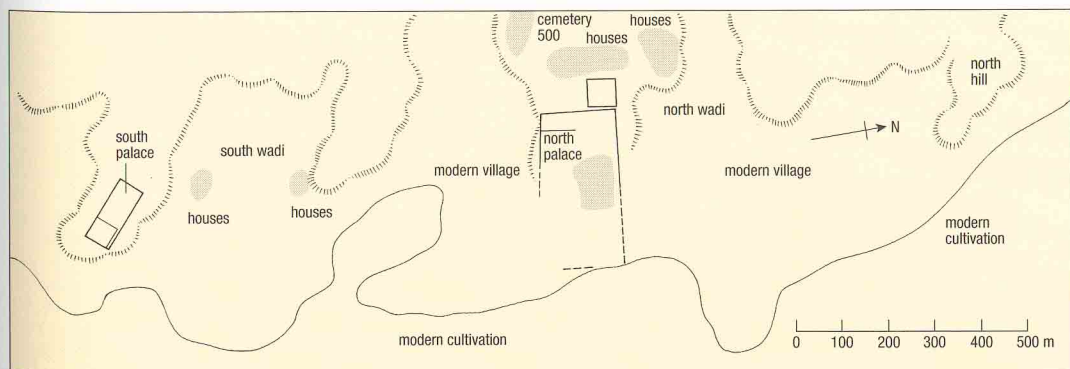 cemetery
500
houses
houses
north
hill
south
palace
south wadi
north wadi
N
north
palace
modern village
modern village
houses
houses
modern
cultivation
modern cultivation
0 100 200 300 400 500 m